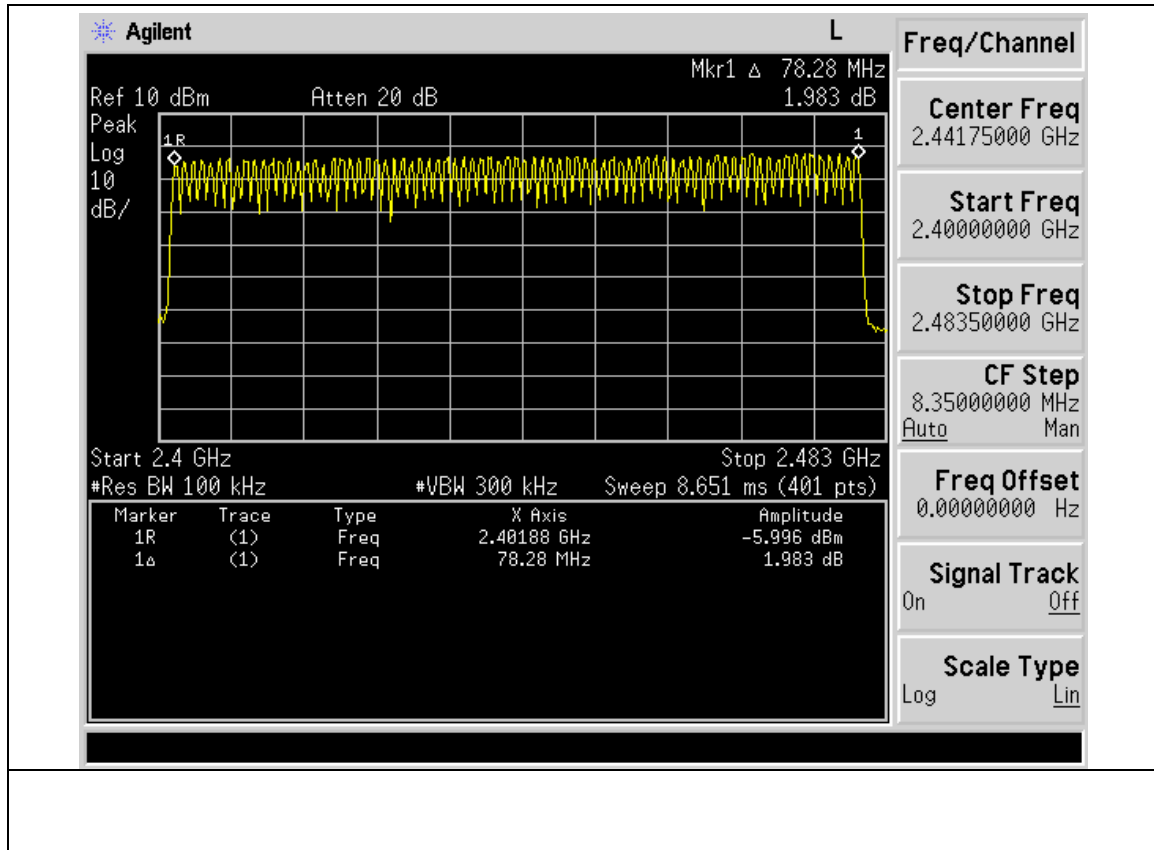 Agilent
L
Freq/Channel
Mkr1 Δ 78.28 MHz
Ref 10 dBm Atten 20 dB 1.983 dB
Peak
Log
10
dB/
1R
1
Center Freq
2.44175000 GHz
Start Freq
2.40000000 GHz
Stop Freq
2.48350000 GHz
CF Step
8.35000000 MHz
Auto Man
Freq Offset
0.00000000 Hz
Signal Track
On Off
Scale Type
Log Lin
Start 2.4 GHz Stop 2.483 GHz
#Res BW 100 kHz #VBW 300 kHz Sweep 8.651 ms (401 pts)
Marker Trace Type X Axis Amplitude
1R (1) Freq 2.40188 GHz -5.996 dBm
1Δ (1) Freq 78.28 MHz 1.983 dB